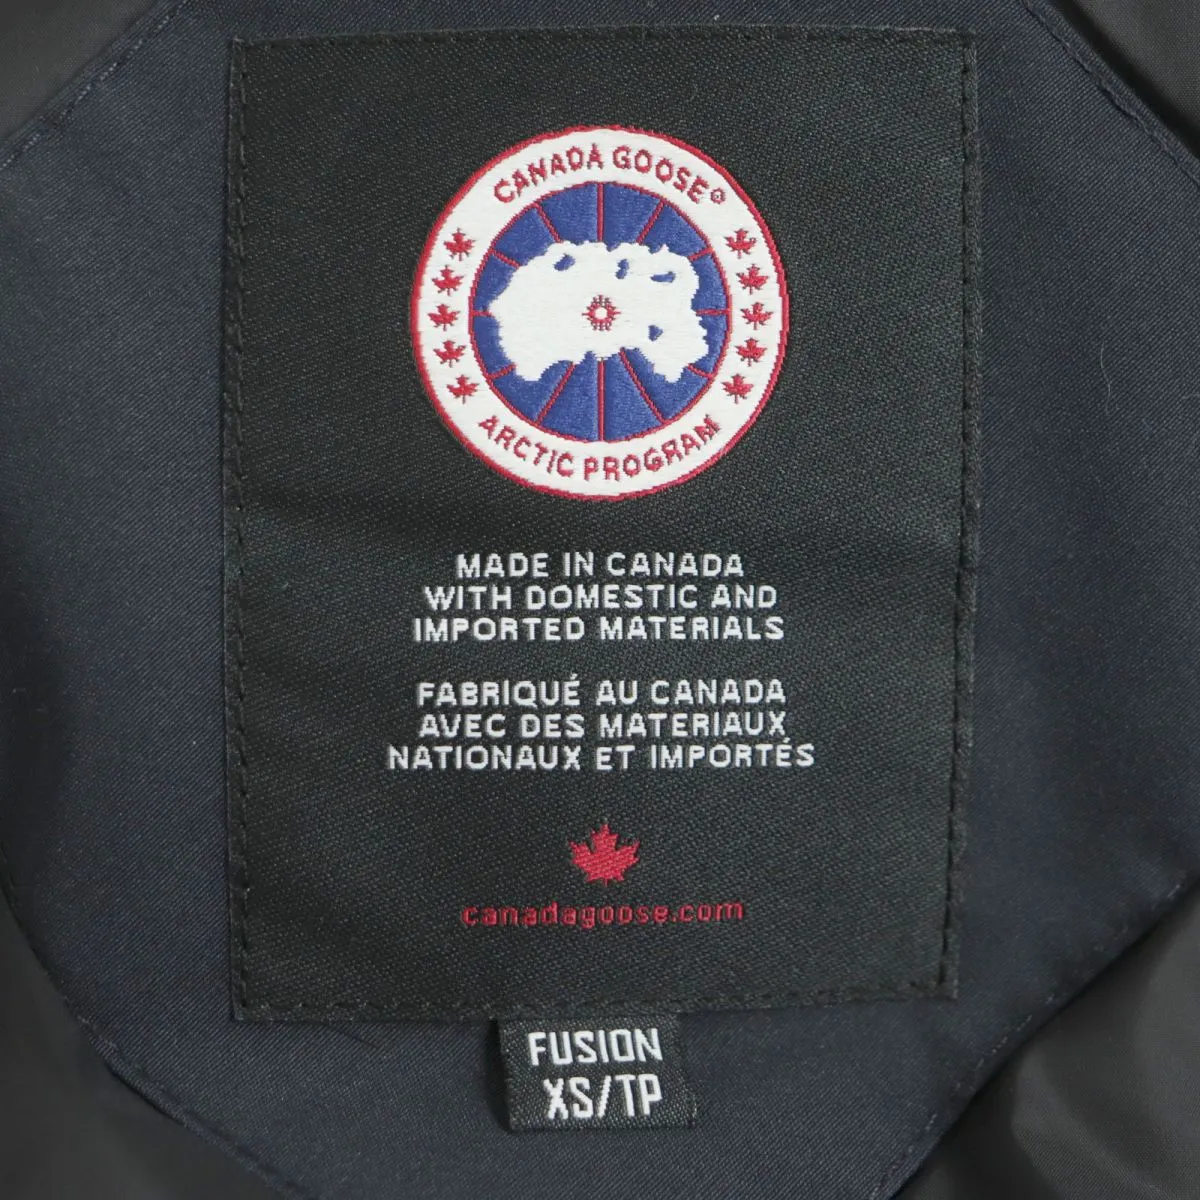 CANADA GOOSE®
ARCTIC PROGRAM
MADE IN CANADA
WITH DOMESTIC AND
IMPORTED MATERIALS
FABRIQUÉ AU CANADA
AVEC DES MATERIAUX
NATIONAUX ET IMPORTÉS
canadagoose.com
FUSION
XS/TP